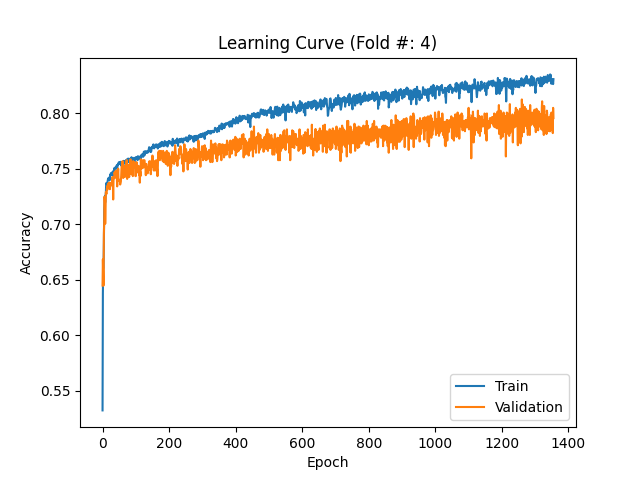 Learning Curve (Fold #: 4)
Accuracy
0.80
0.75
0.70
0.65
0.60
0.55
0 200 400 600 800 1000 1200 1400
Epoch
Train
Validation